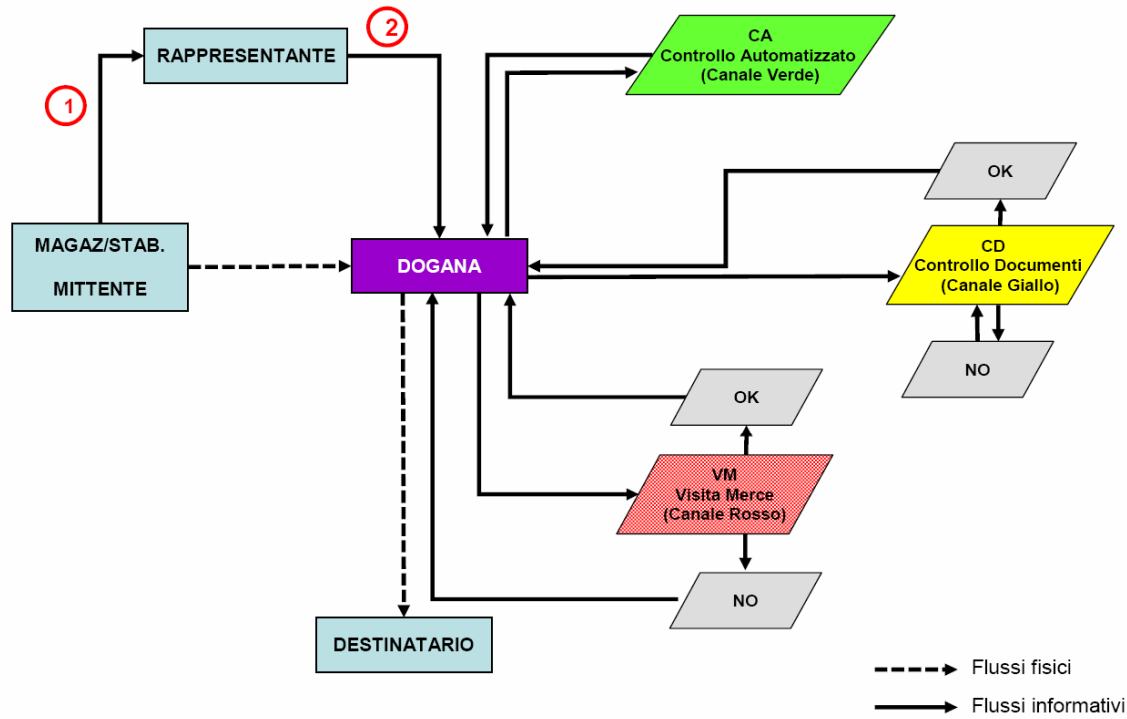 2
RAPPRESENTANTE
CA
Controllo Automatizzato
(Canale Verde)
1
OK
MAGAZ/STAB.
MITTENTE
DOGANA
CD
Controllo Documenti
(Canale Giallo)
NO
OK
VM
Visita Merce
(Canale Rosso)
NO
DESTINATARIO
Flussi fisici
Flussi informativi